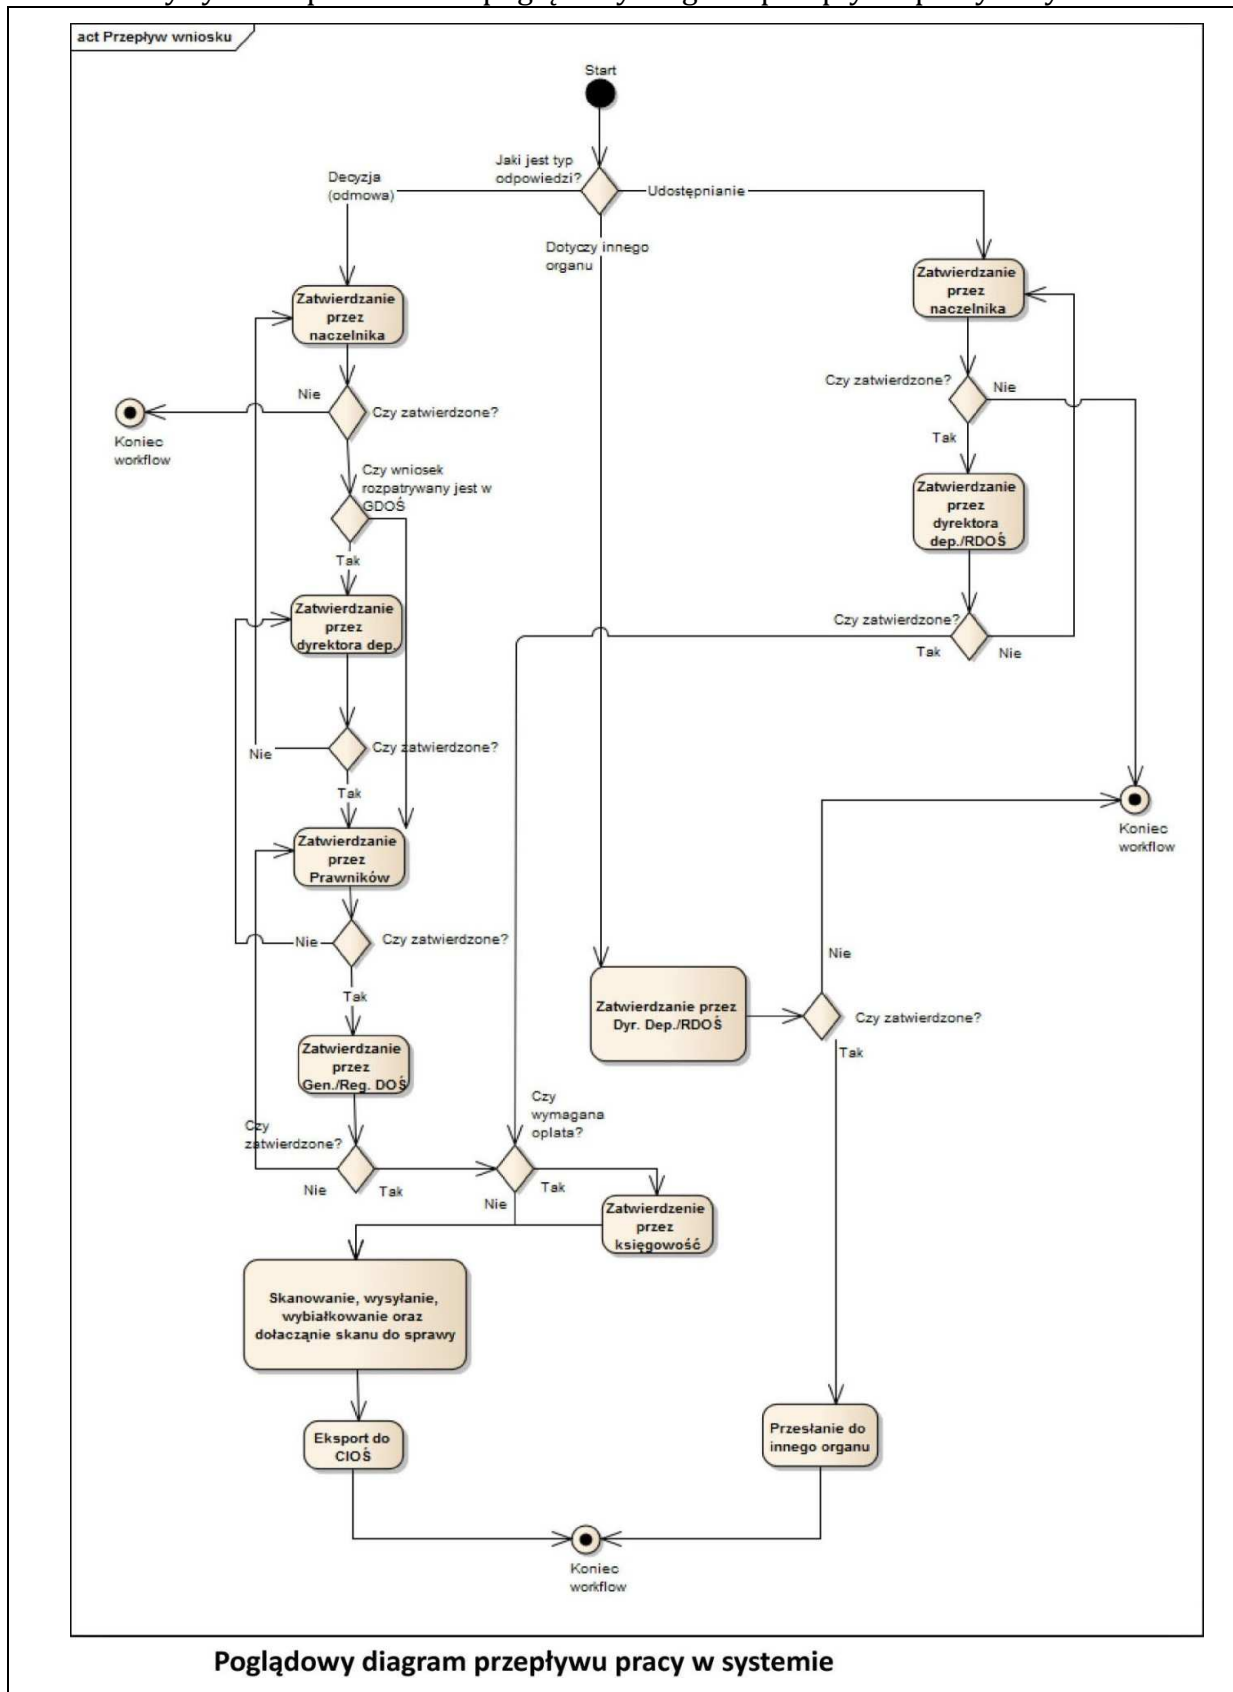 act Przepływ wniosku
Start
Jaki jest typ
odpowiedzi?
Decyzja
(odmowa)
Udostępnianie
Dotyczy innego
organu
Zatwierdzanie
przez
naczelnika
Zatwierdzanie
przez
naczelnika
Nie
Czy zatwierdzone?
Koniec
workflow
Czy zatwierdzone?
Nie
Tak
Czy wniosek
rozpatrywany jest w
GDOŚ
Tak
Zatwierdzanie
przez
dyrektora
dep./RDOŚ
Zatwierdzanie
przez
dyrektora dep.
Czy zatwierdzone?
Tak
Nie
Nie
Czy zatwierdzone?
Tak
Zatwierdzanie
przez
Prawników
Koniec
workflow
Nie
Czy zatwierdzone?
Tak
Zatwierdzanie przez
Dyr. Dep./RDOŚ
Nie
Czy zatwierdzone?
Tak
Zatwierdzanie
przez
Gen./Reg. DOŚ
Czy
zatwierdzone?
Nie
Tak
Czy
wymagana
oplata?
Nie
Tak
Zatwierdzenie
przez
księgowość
Skanowanie, wysyłanie,
wybiałkowanie oraz
dołacząnie skanu do sprawy
Eksport do
CIOŚ
Przesłanie do
innego organu
Koniec
workflow
Poglądowy diagram przepływu pracy w systemie